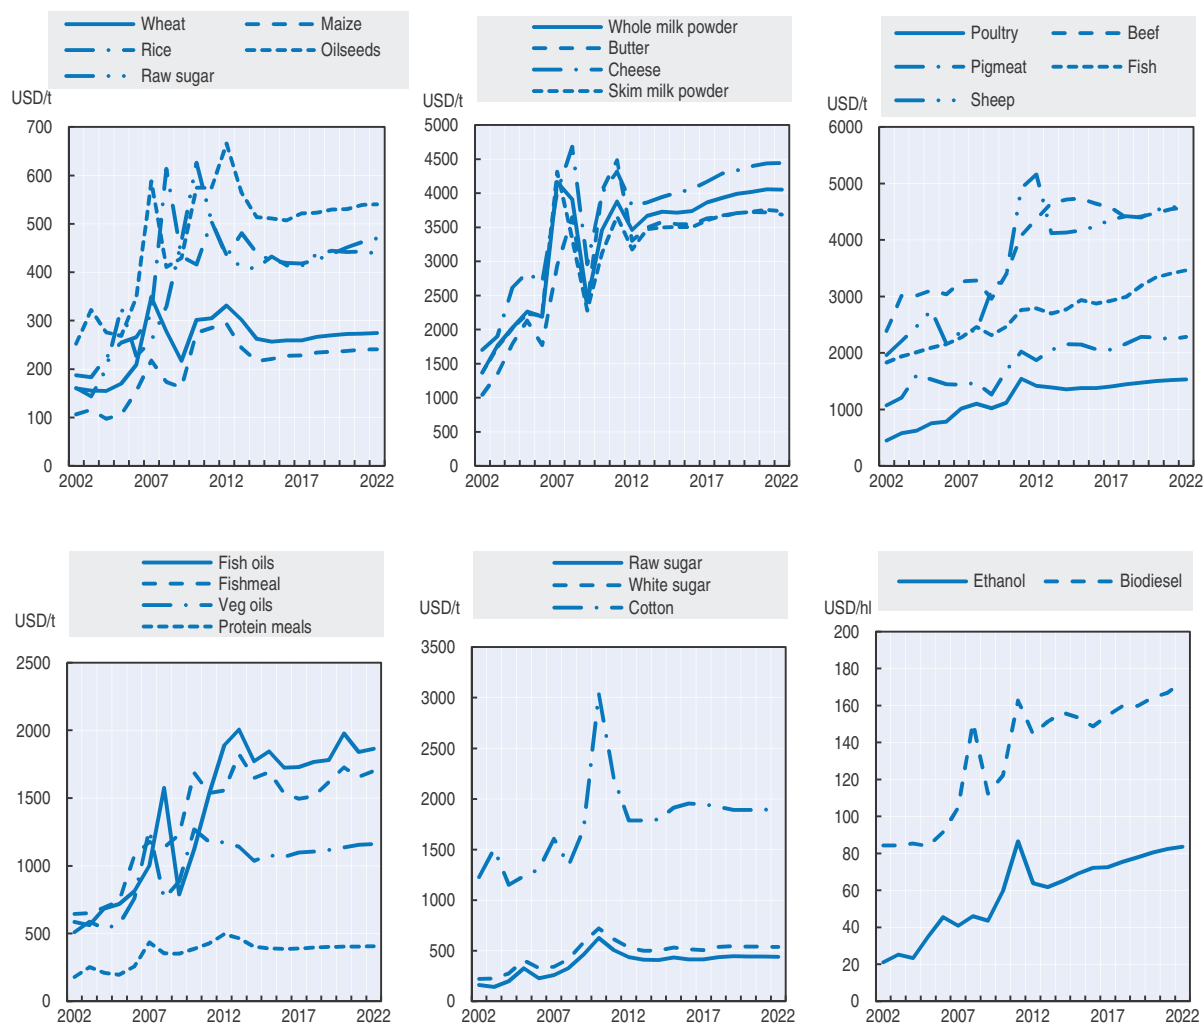 Wheat Maize
Rice Oilseeds
Raw sugar
USD/t
700
600
500
400
300
200
100
0
2002 2007 2012 2017 2022
Whole milk powder
Butter
Cheese
Skim milk powder
USD/t
5000
4500
4000
3500
3000
2500
2000
1500
1000
500
0
2002 2007 2012 2017 2022
Poultry Beef
Pigmeat Fish
Sheep
USD/t
6000
5000
4000
3000
2000
1000
0
2002 2007 2012 2017 2022
Fish oils
Fishmeal
Veg oils
Protein meals
USD/t
2500
2000
1500
1000
500
0
2002 2007 2012 2017 2022
Raw sugar
White sugar
Cotton
USD/t
3500
3000
2500
2000
1500
1000
500
0
2002 2007 2012 2017 2022
Ethanol Biodiesel
USD/hl
200
180
160
140
120
100
80
60
40
20
0
2002 2007 2012 2017 2022